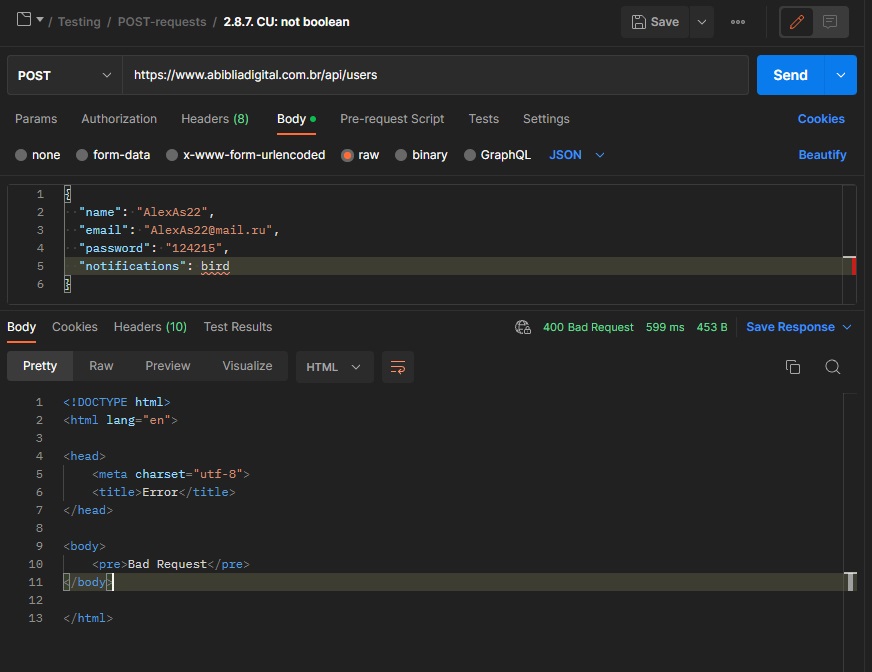 / Testing / POST-requests / 2.8.7. CU: not boolean
Save
POST https://www.abibliadigital.com.br/api/users Send
Params Authorization Headers (8) Body Pre-request Script Tests Settings Cookies
none form-data x-www-form-urlencoded raw binary GraphQL JSON Beautify
1 {
2 "name": "AlexAs22",
3 "email": "AlexAs22@mail.ru",
4 "password": "124215",
5 "notifications": bird
6 }
Body Cookies Headers (10) Test Results 400 Bad Request 599 ms 453 B Save Response
Pretty Raw Preview Visualize HTML
1 <!DOCTYPE html>
2 <html lang="en">
3
4 <head>
5 <meta charset="utf-8">
6 <title>Error</title>
7 </head>
8
9 <body>
10 <pre>Bad Request</pre>
11 </body>
12
13 </html>